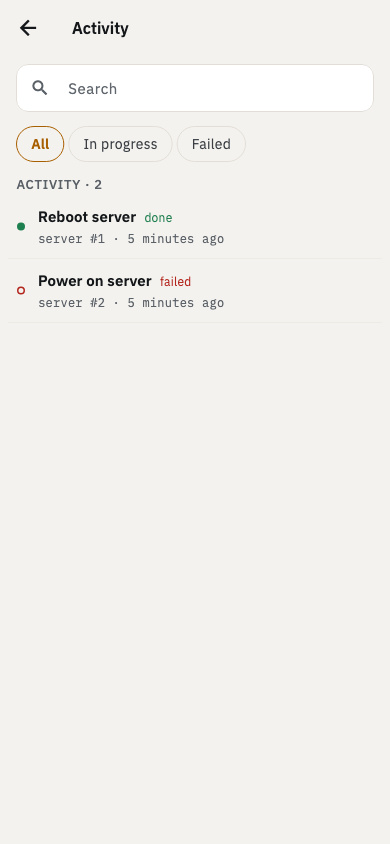 Activity
Search
All In progress Failed
ACTIVITY · 2
Reboot server done
server #1 · 5 minutes ago
Power on server failed
server #2 · 5 minutes ago